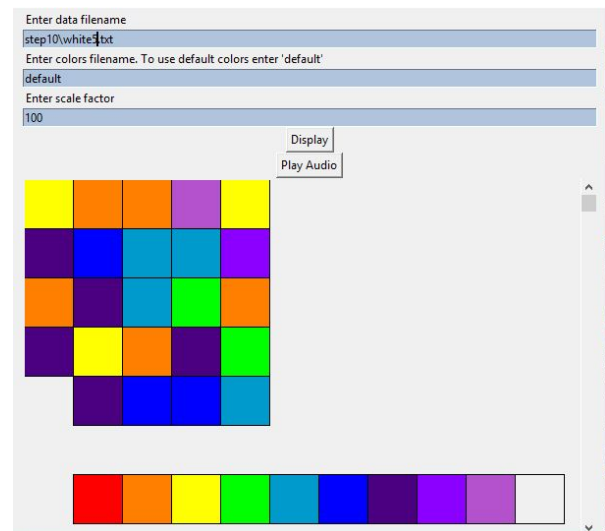 Enter data filename
step10\white5.txt
Enter colors filename. To use default colors enter 'default'
default
Enter scale factor
100
Display
Play Audio